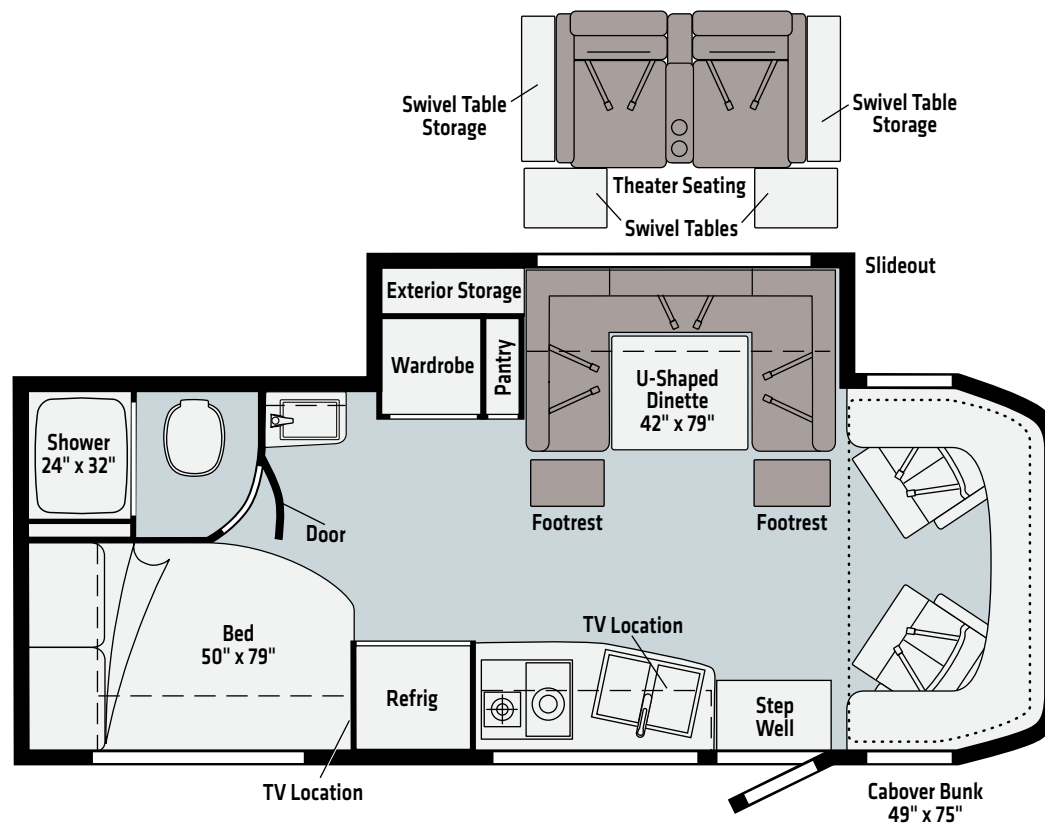 Swivel Table
Storage
Swivel Table
Storage
Theater Seating
Swivel Tables
Slideout
Exterior Storage
Wardrobe
Pantry
U-Shaped
Dinette
42" x 79"
Shower
24" x 32"
Footrest
Footrest
Door
Bed
50" x 79"
TV Location
Refrig
Step
Well
TV Location
Cabover Bunk
49" x 75"